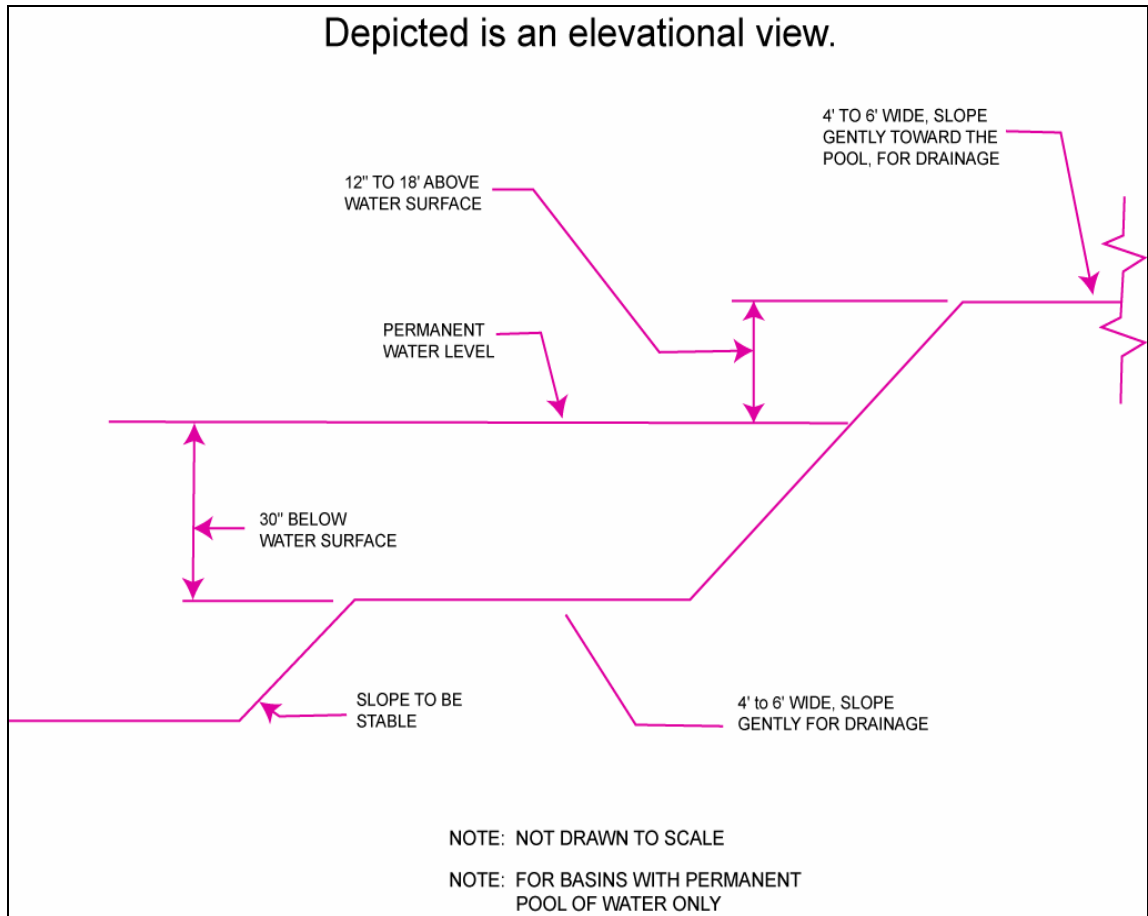 Depicted is an elevational view.
4' TO 6' WIDE, SLOPE
GENTLY TOWARD THE
POOL, FOR DRAINAGE
12" TO 18' ABOVE
WATER SURFACE
PERMANENT
WATER LEVEL
30" BELOW
WATER SURFACE
SLOPE TO BE
STABLE
4' to 6' WIDE, SLOPE
GENTLY FOR DRAINAGE
NOTE: NOT DRAWN TO SCALE
NOTE: FOR BASINS WITH PERMANENT
POOL OF WATER ONLY